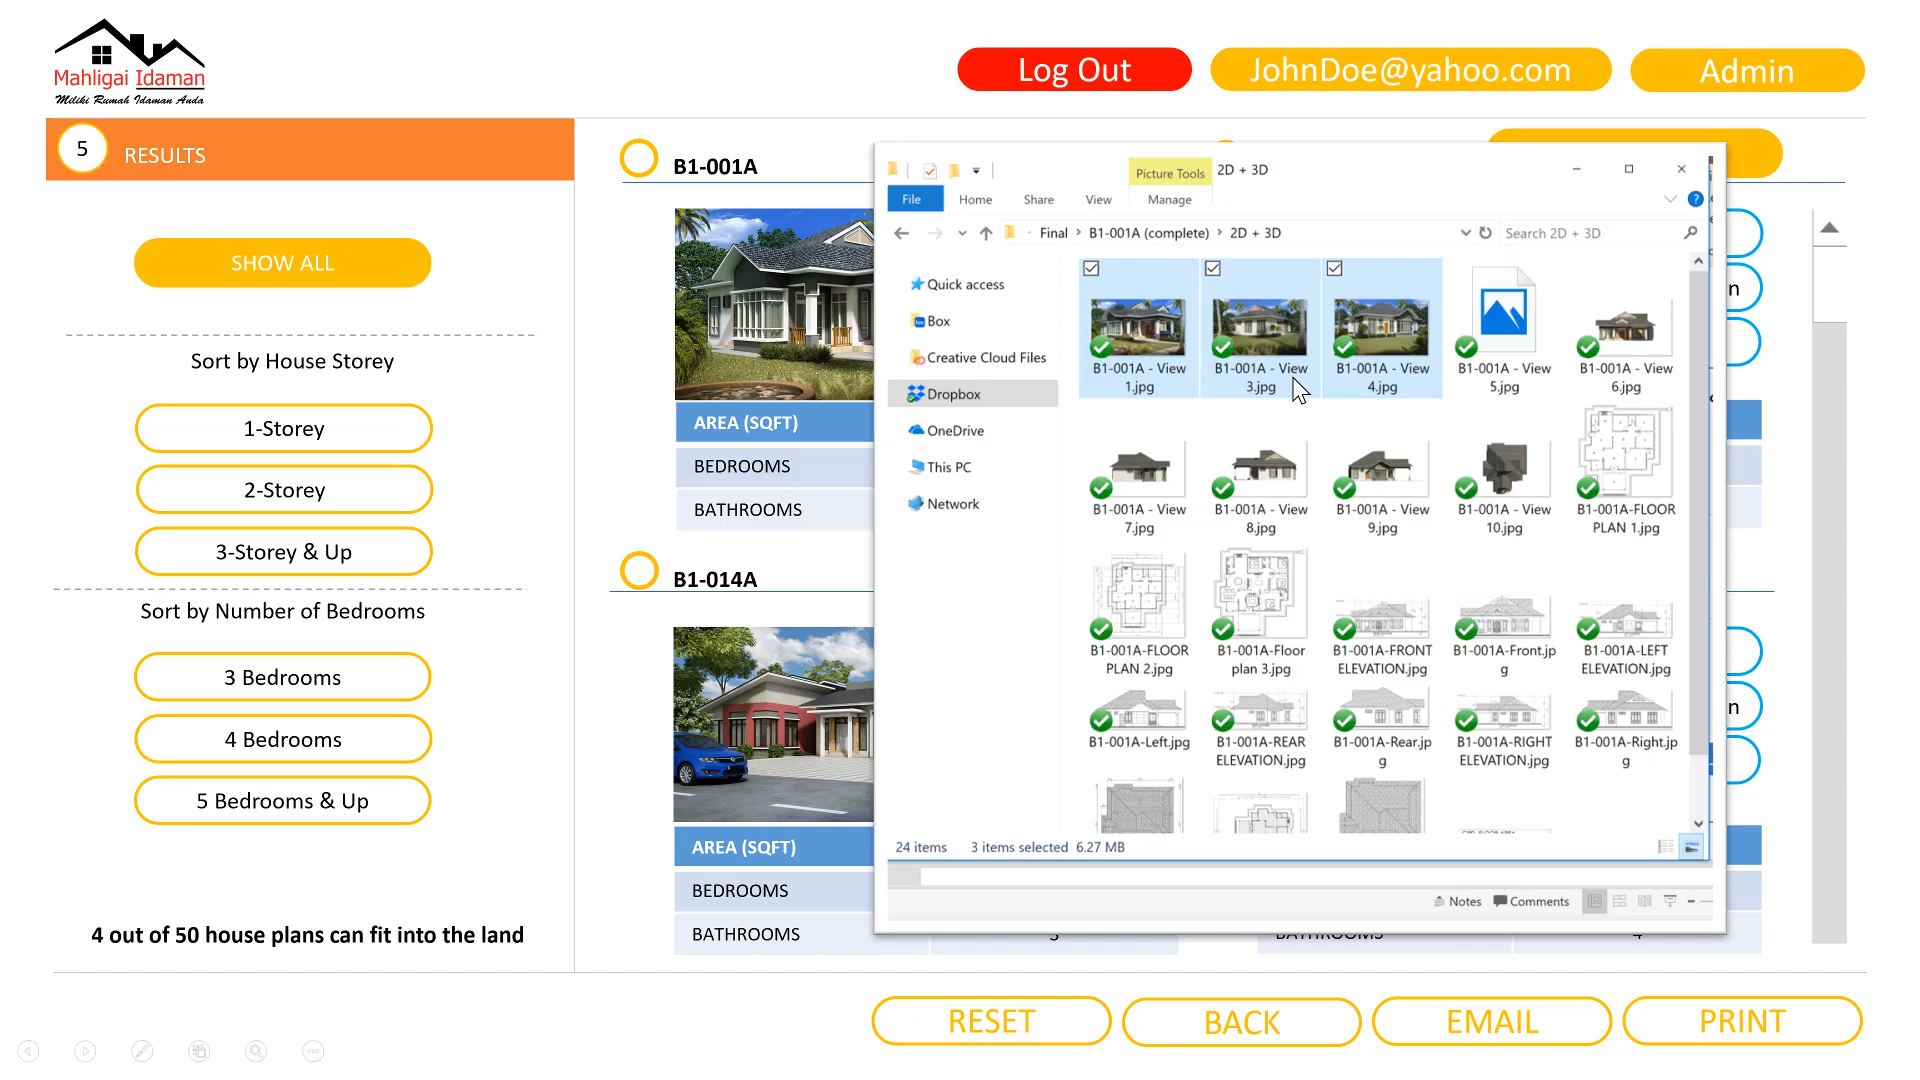 Mahligai Idaman
Miliki Rumah Idaman Anda
Log Out
JohnDoe@yahoo.com
Admin
5
RESULTS
SHOW ALL
Sort by House Storey
1-Storey
2-Storey
3-Storey & Up
Sort by Number of Bedrooms
3 Bedrooms
4 Bedrooms
5 Bedrooms & Up
4 out of 50 house plans can fit into the land
B1-001A
AREA (SQFT)
BEDROOMS
BATHROOMS
B1-014A
AREA (SQFT)
BEDROOMS
BATHROOMS
3
BATHROOMS
4
n
n
Picture Tools
2D + 3D
File
Home
Share
View
Manage
Final > B1-001A (complete) > 2D + 3D
Search 2D + 3D
Quick access
Box
Creative Cloud Files
Dropbox
OneDrive
This PC
Network
B1-001A - View
1.jpg
B1-001A - View
3.jpg
B1-001A - View
4.jpg
B1-001A - View
5.jpg
B1-001A - View
6.jpg
B1-001A - View
7.jpg
B1-001A - View
8.jpg
B1-001A - View
9.jpg
B1-001A - View
10.jpg
B1-001A-FLOOR
PLAN 1.jpg
B1-001A-FLOOR
PLAN 2.jpg
B1-001A-Floor
plan 3.jpg
B1-001A-FRONT
ELEVATION.jpg
B1-001A-Front.jp
g
B1-001A-LEFT
ELEVATION.jpg
B1-001A-Left.jpg
B1-001A-REAR
ELEVATION.jpg
B1-001A-Rear.jp
g
B1-001A-RIGHT
ELEVATION.jpg
B1-001A-Right.jp
g
24 items
3 items selected 6.27 MB
Notes
Comments
RESET
BACK
EMAIL
PRINT